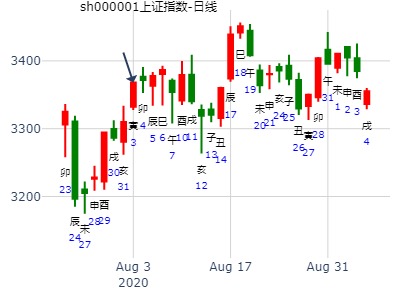 sh000001上证指数-日线
3400
3300
3200
卯
23
辰
24
未
27
申
28
酉
29
戌
30
亥
31
寅
3
卯
4
辰
5
巳
6
午
7
酉
10
戌
11
亥
12
子
13
丑
14
辰
17
巳
18
午
19
未
20
申
21
亥
24
子
25
丑
26
寅
27
卯
28
午
31
未
1
申
2
酉
3
戌
4
Aug 3
2020
Aug 17
Aug 31